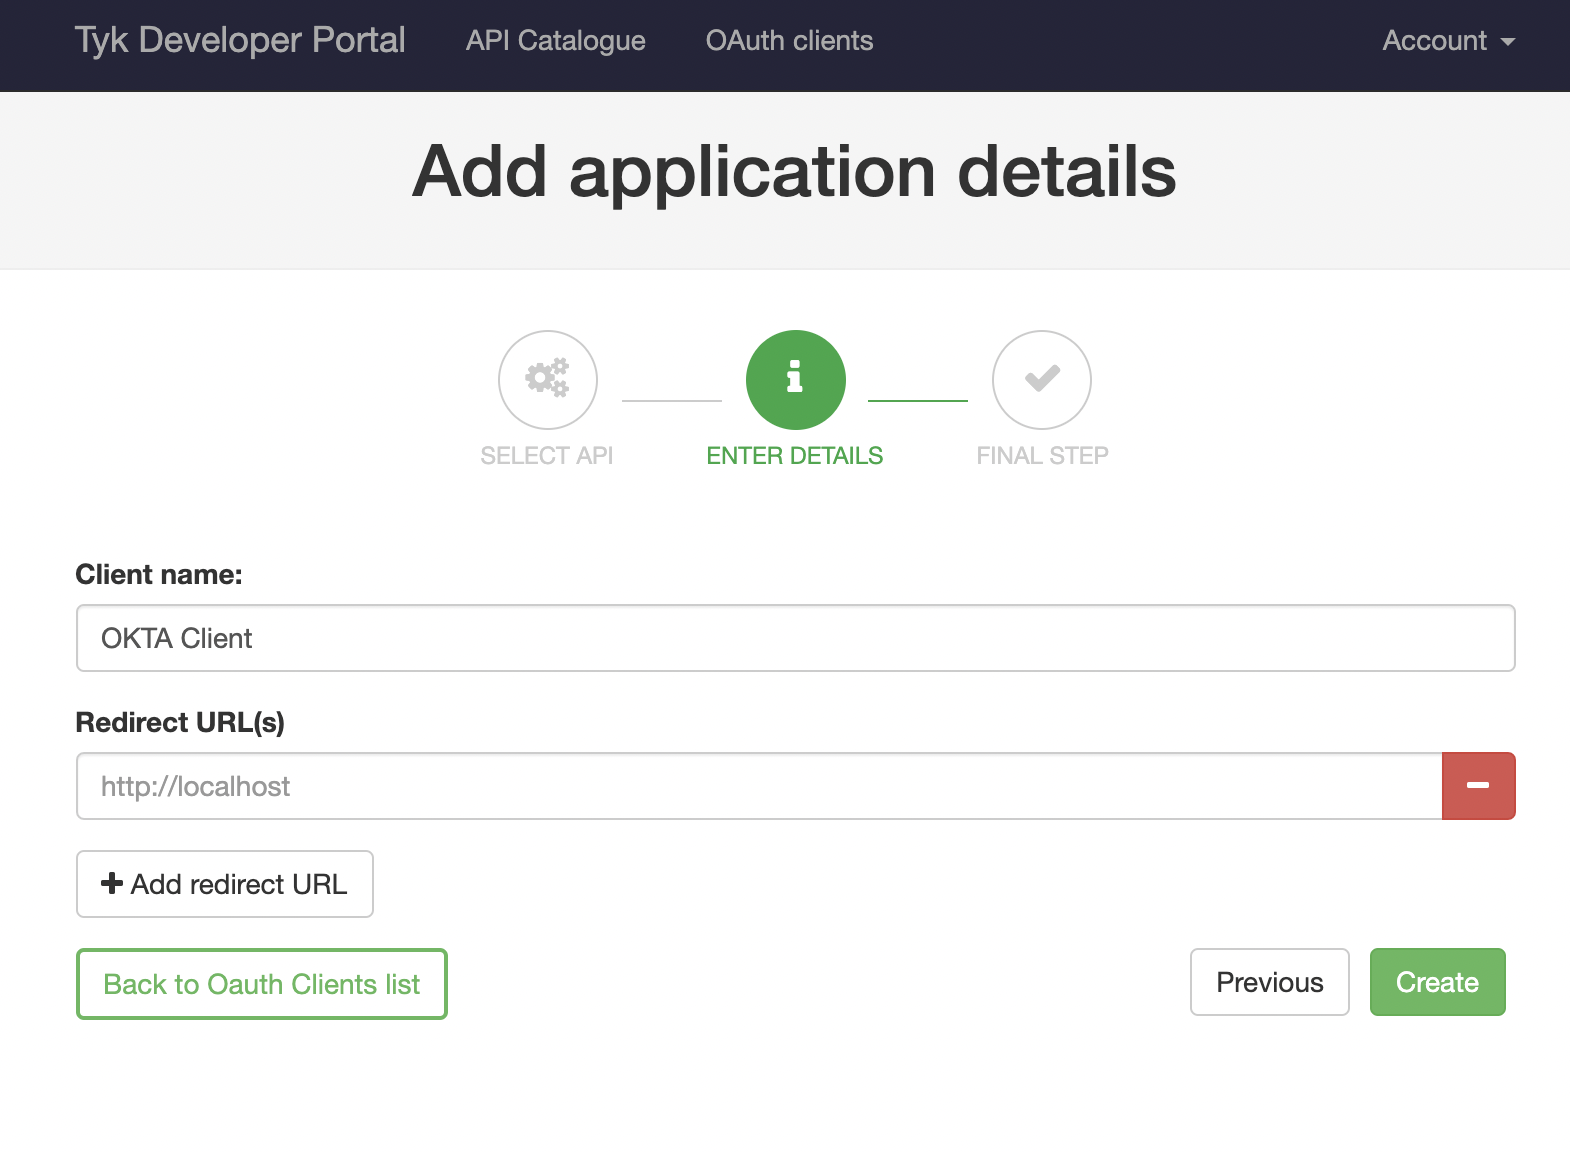 Tyk Developer Portal API Catalogue OAuth clients Account
Add application details
SELECT API ENTER DETAILS FINAL STEP
Client name:
OKTA Client
Redirect URL(s)
http://localhost
Add redirect URL
Back to Oauth Clients list Previous Create